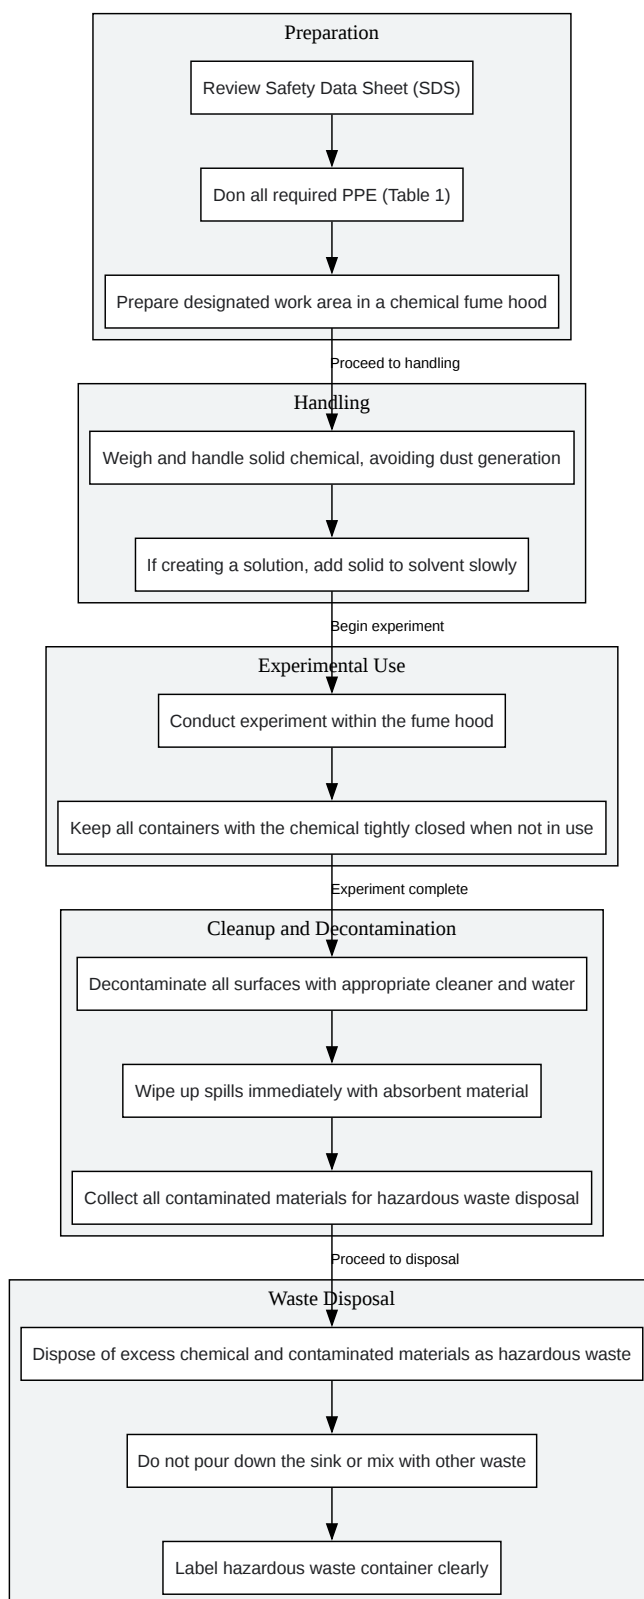 Preparation
Review Safety Data Sheet (SDS)
Don all required PPE (Table 1)
Prepare designated work area in a chemical fume hood
Proceed to handling
Handling
Weigh and handle solid chemical, avoiding dust generation
If creating a solution, add solid to solvent slowly
Begin experiment
Experimental Use
Conduct experiment within the fume hood
Keep all containers with the chemical tightly closed when not in use
Experiment complete
Cleanup and Decontamination
Decontaminate all surfaces with appropriate cleaner and water
Wipe up spills immediately with absorbent material
Collect all contaminated materials for hazardous waste disposal
Proceed to disposal
Waste Disposal
Dispose of excess chemical and contaminated materials as hazardous waste
Do not pour down the sink or mix with other waste
Label hazardous waste container clearly